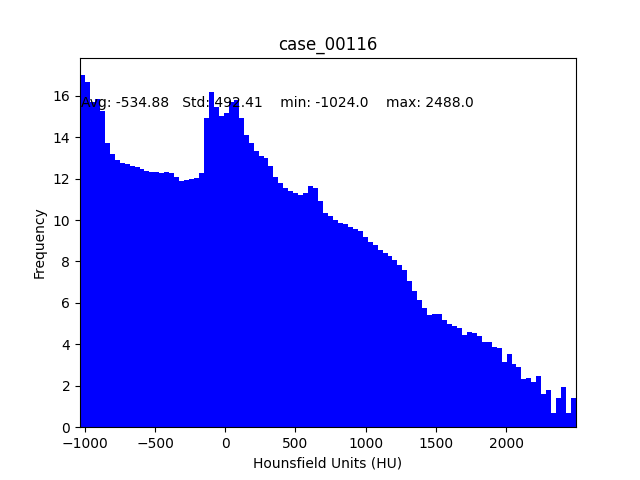 case_00116
Avg: -534.88 Std: 492.41 min: -1024.0 max: 2488.0
16
14
12
10
8
6
4
2
0
Frequency
−1000 −500 0 500 1000 1500 2000
Hounsfield Units (HU)